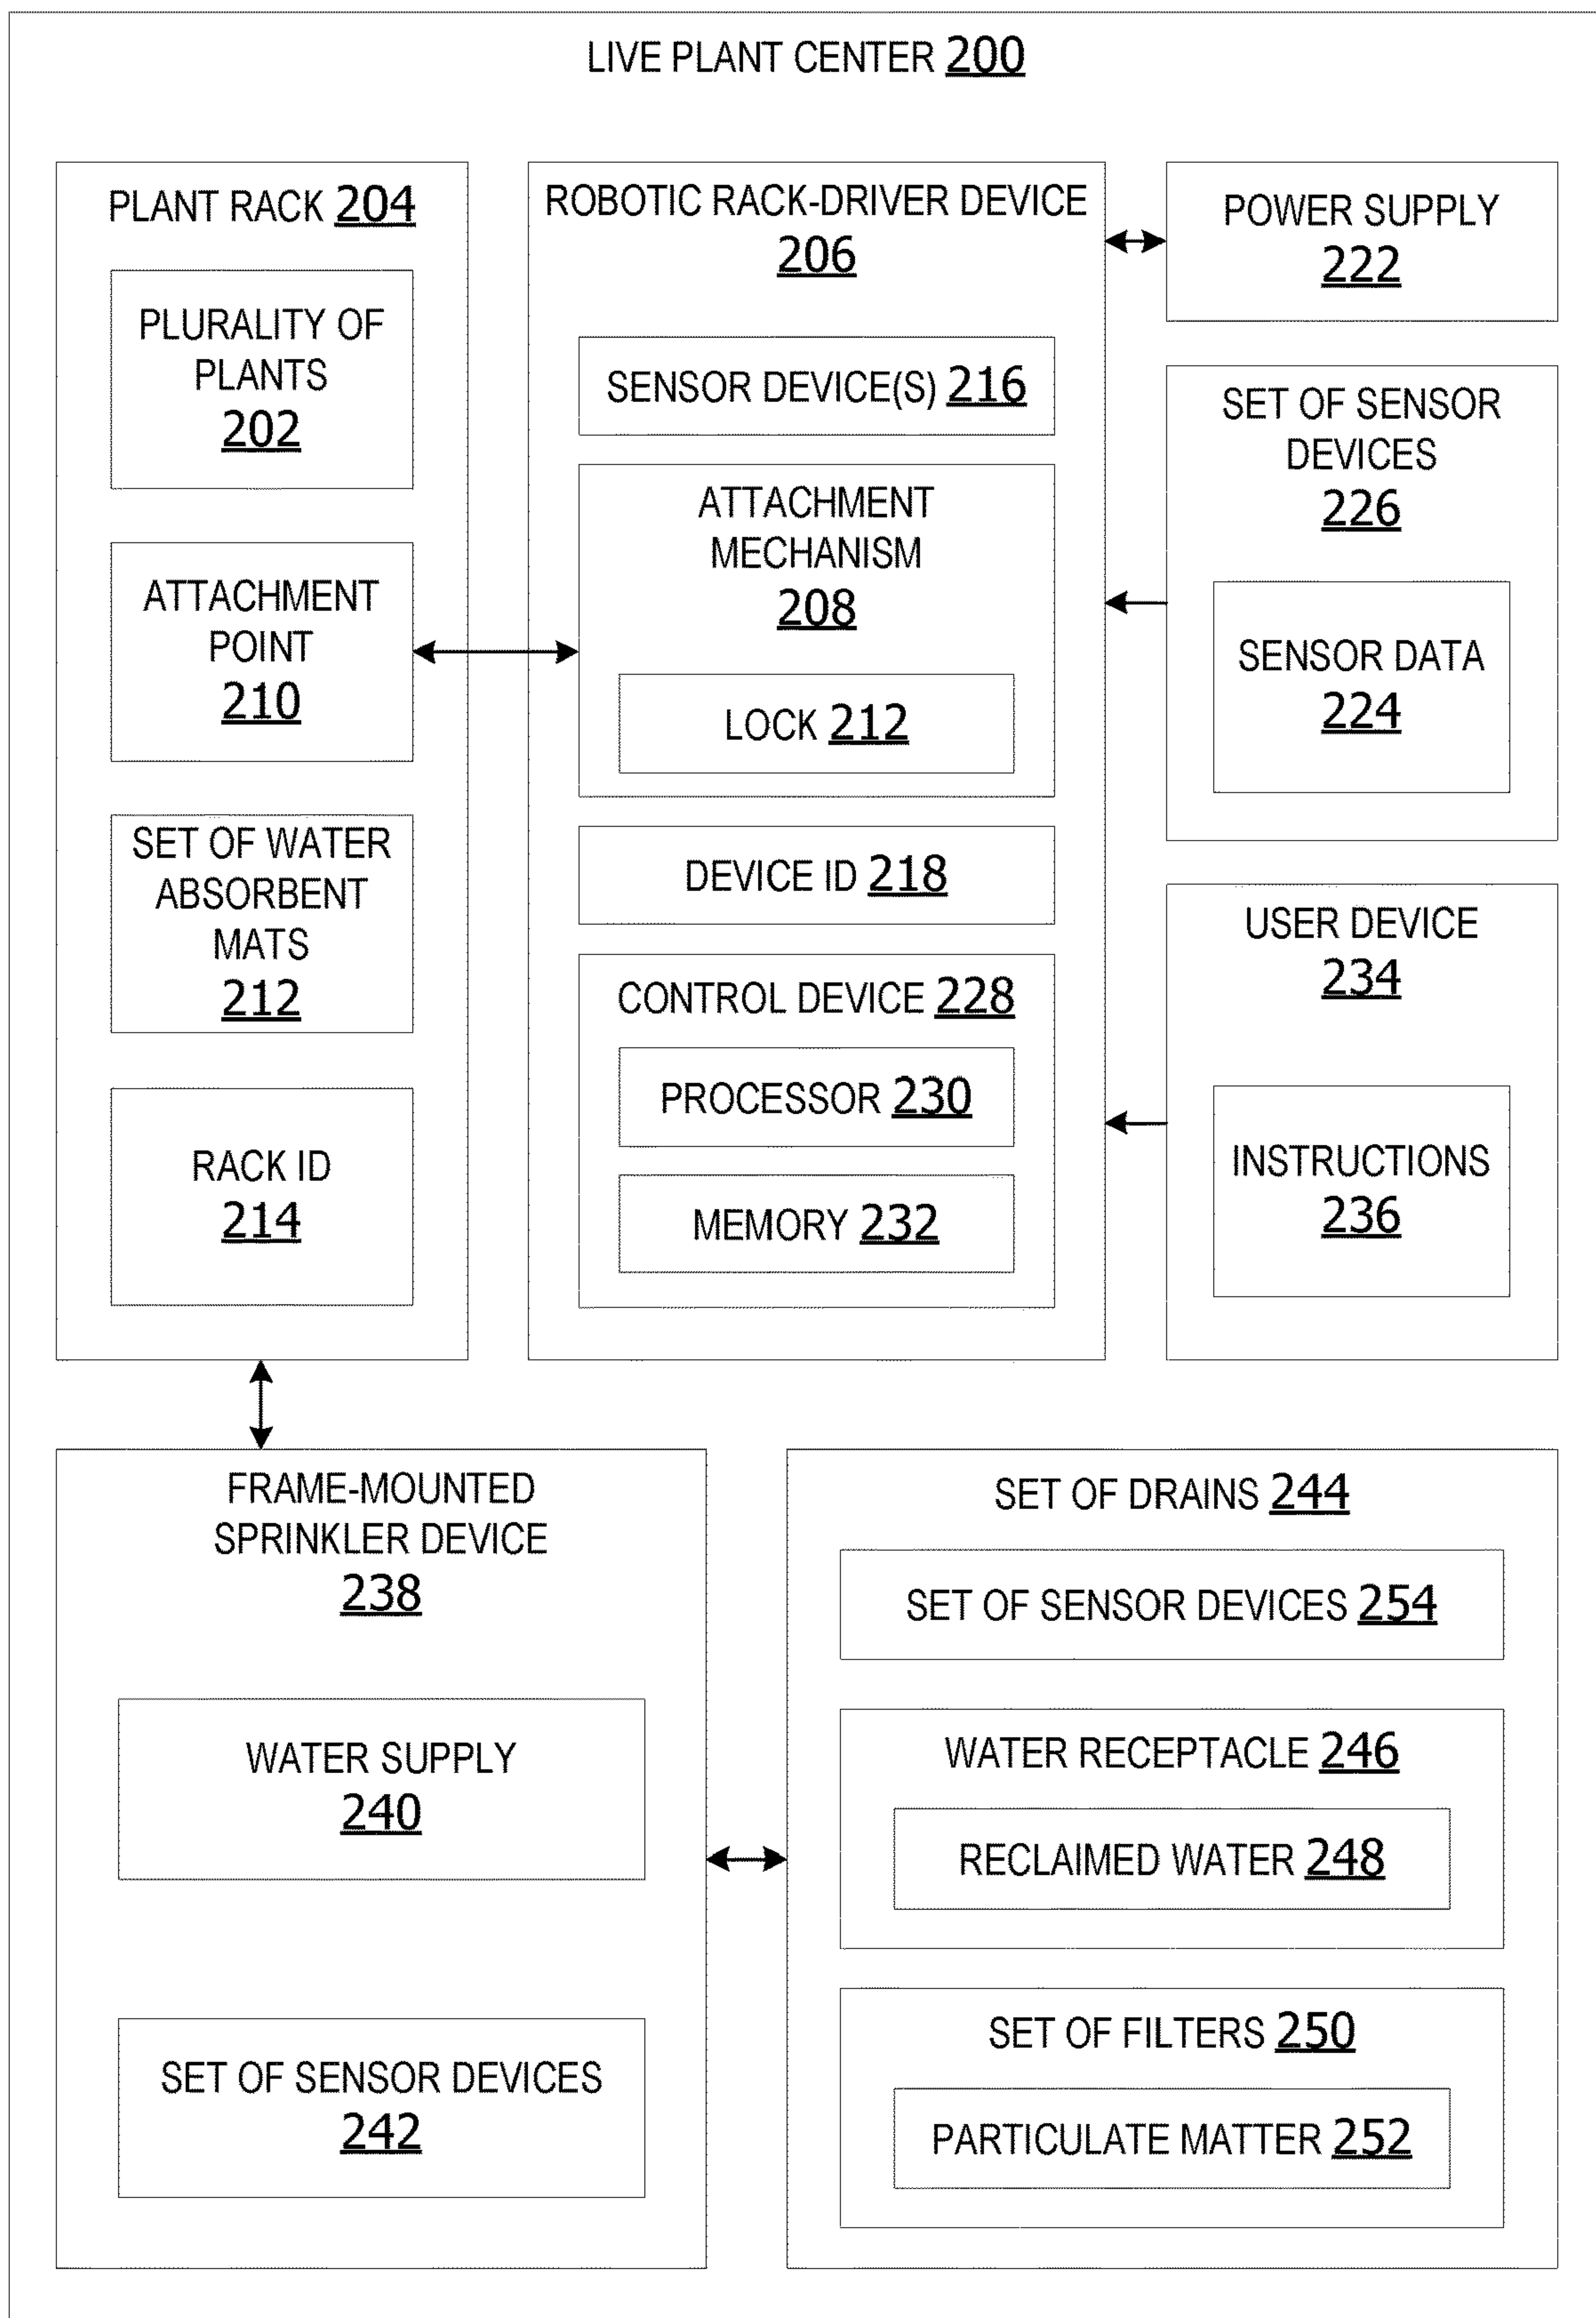 LIVE PLANT CENTER 200
PLANT RACK 204
PLURALITY OF
PLANTS
202
ATTACHMENT
POINT
210
SET OF WATER
ABSORBENT
MATS
212
RACK ID
214
ROBOTIC RACK-DRIVER DEVICE
206
SENSOR DEVICE(S) 216
ATTACHMENT
MECHANISM
208
LOCK 212
DEVICE ID 218
CONTROL DEVICE 228
PROCESSOR 230
MEMORY 232
POWER SUPPLY
222
SET OF SENSOR
DEVICES
226
SENSOR DATA
224
USER DEVICE
234
INSTRUCTIONS
236
FRAME-MOUNTED
SPRINKLER DEVICE
238
WATER SUPPLY
240
SET OF SENSOR DEVICES
242
SET OF DRAINS 244
SET OF SENSOR DEVICES 254
WATER RECEPTACLE 246
RECLAIMED WATER 248
SET OF FILTERS 250
PARTICULATE MATTER 252